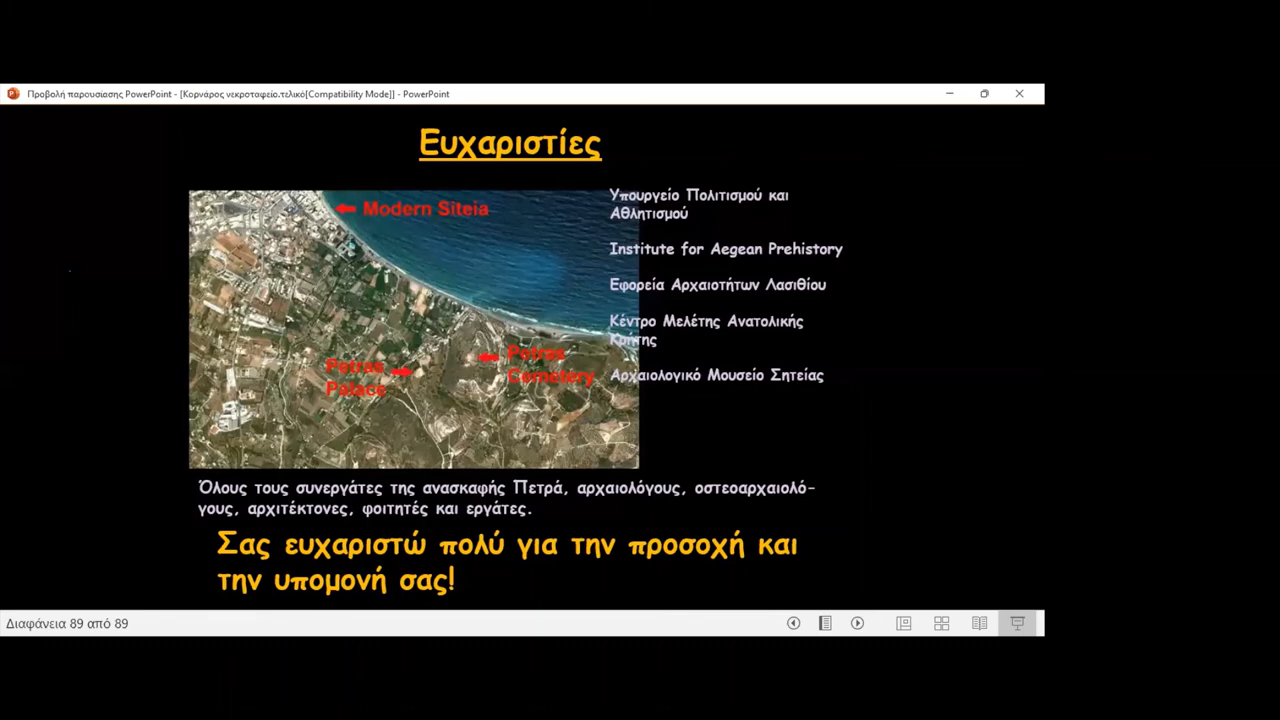 Προβολή παρουσίασης PowerPoint - [Κορνάρος νεκροταφείο.τελικό[Compatibility Mode]] - PowerPoint
Ευχαριστίες
Modern Siteia
Petras
Palace
Petras
Cemetery
Υπουργείο Πολιτισμού και
Αθλητισμού
Institute for Aegean Prehistory
Εφορεία Αρχαιοτήτων Λασιθίου
Κέντρο Μελέτης Ανατολικής
Κρήτης
Αρχαιολογικό Μουσείο Σητείας
Όλους τους συνεργάτες της ανασκαφής Πετρά, αρχαιολόγους, οστεοαρχαιολό-
γους, αρχιτέκτονες, φοιτητές και εργάτες.
Σας ευχαριστώ πολύ για την προσοχή και
την υπομονή σας!
Διαφάνεια 89 από 89